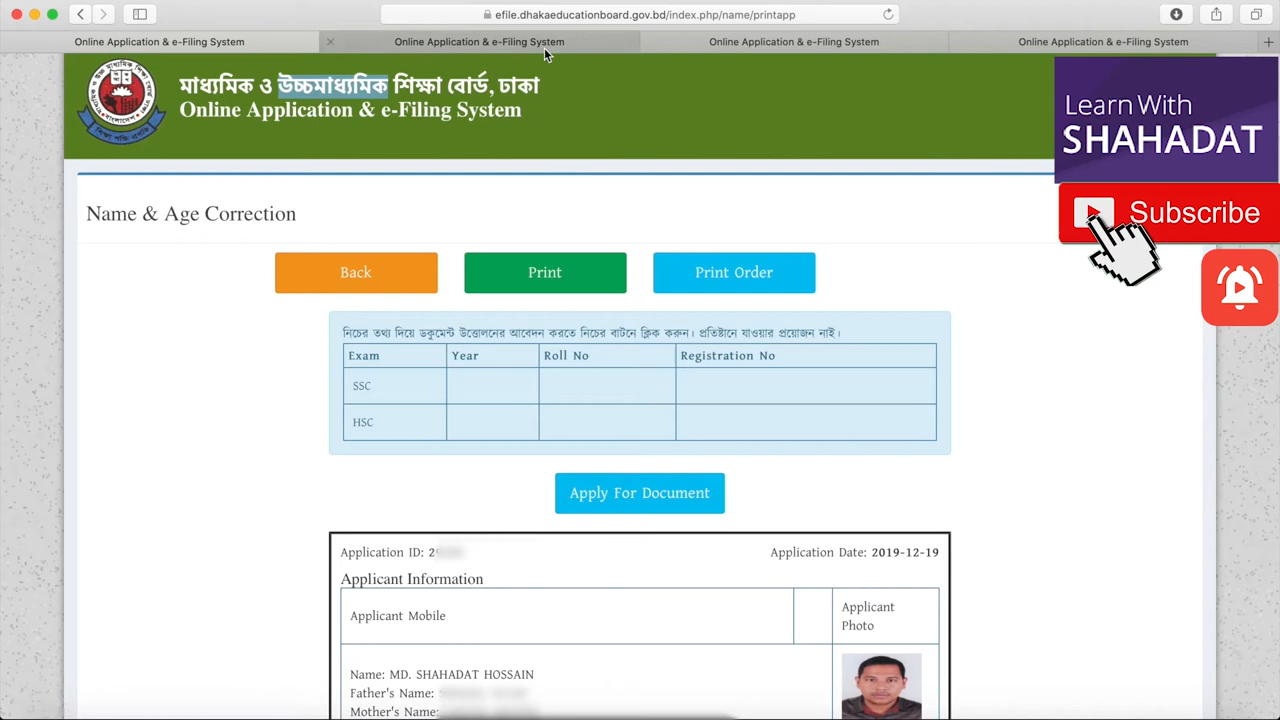 efile.dhakaeducationboard.gov.bd/index.php/name/printapp
Online Application & e-Filing System
Online Application & e-Filing System
Online Application & e-Filing System
Online Application & e-Filing System
মাধ্যমিক ও উচ্চমাধ্যমিক শিক্ষা বোর্ড, ঢাকা
Online Application & e-Filing System
Learn With
SHAHADAT
Subscribe
Name & Age Correction
Back
Print
Print Order
নিচের তথ্য দিয়ে ডকুমেন্ট উত্তোলনের আবেদন করতে নিচের বাটনে ক্লিক করুন। প্রতিষ্টানে যাওয়ার প্রয়োজন নাই।
Exam Year Roll No Registration No
SSC
HSC
Apply For Document
Application ID: 2
Application Date: 2019-12-19
Applicant Information
Applicant Mobile
Applicant
Photo
Name: MD. SHAHADAT HOSSAIN
Father's Name:
Mother's Name: